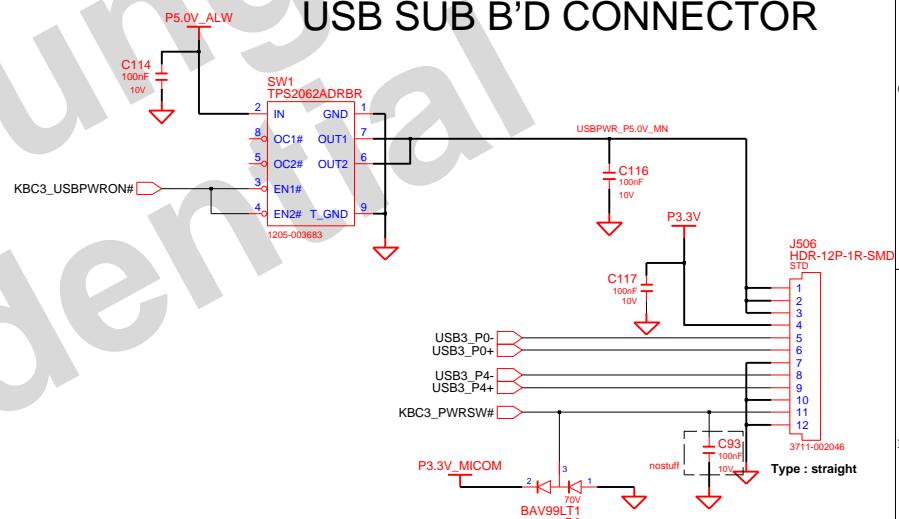 USB SUB B'D CONNECTOR
P5.0V_ALW
C114
100nF
10V
SW1
TPS2062ADRBR
2 IN GND 1
8 OC1# OUT1 7
5 OC2# OUT2 6
3 EN1#
4 EN2# T_GND 9
1205-003683
KBC3_USBPWRON#
USBPWR_P5.0V_MN
C116
100nF
10V
P3.3V
C117
100nF
10V
J506
HDR-12P-1R-SMD
STD
1
2
3
4
USB3_P0- 5
USB3_P0+ 6
7
USB3_P4- 8
USB3_P4+ 9
10
KBC3_PWRSW# 11
12
3711-002046
Type : straight
nostuff
C93
100nF
10V
P3.3V_MICOM
3
2 1
70V
BAV99LT1
ung
dential